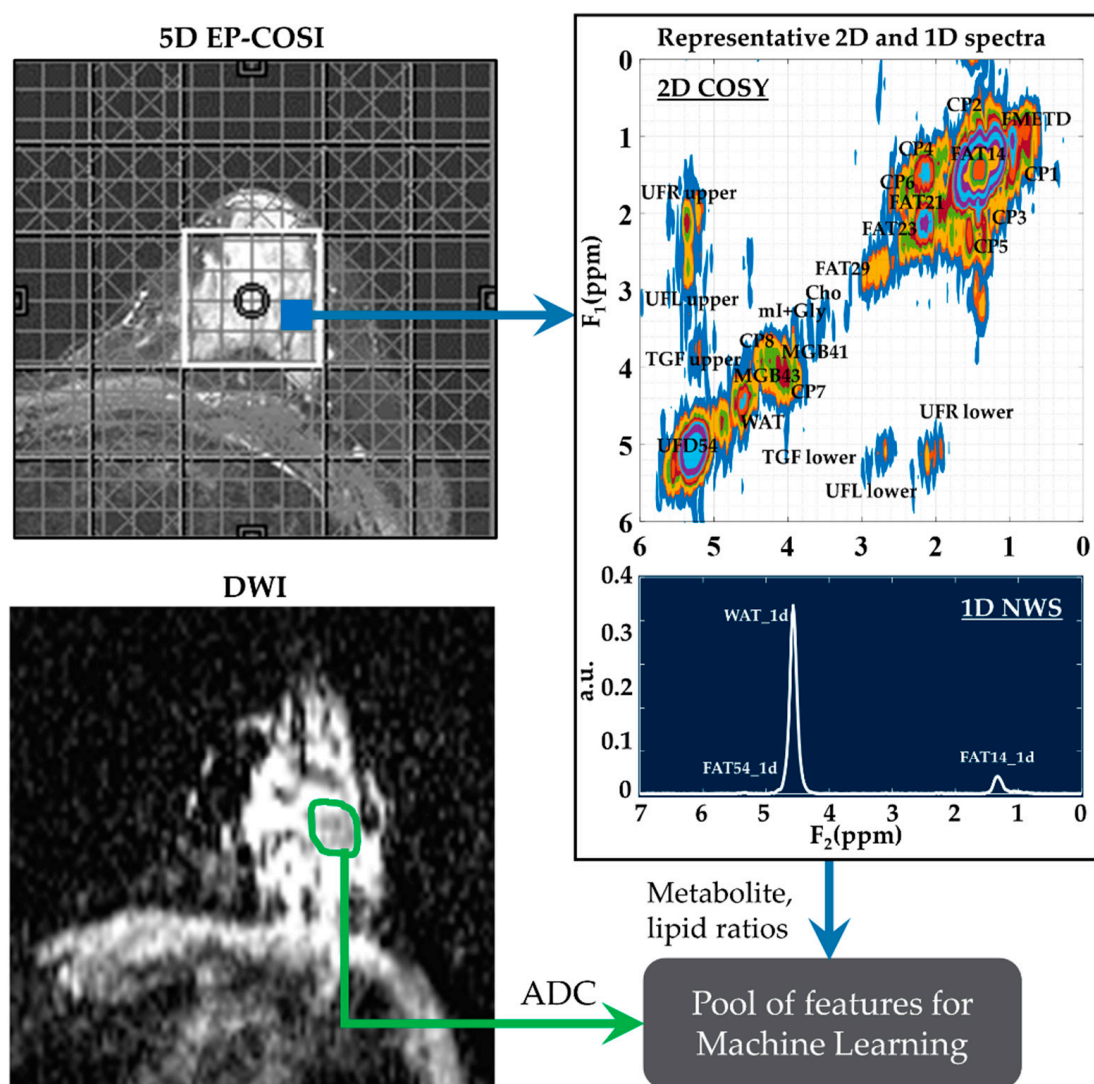 5D EP-COSI
Representative 2D and 1D spectra
2D COSY
0
1
2
3
4
5
6
F1(ppm)
CP2
FMETD
CP4
FAT14
CP1
CP6
UFR upper
FAT21
CP3
FAT23
CP5
FAT29
UFL upper
Cho
mI+Gly
CP8
MGB41
TGF upper
MGB43
CP7
WAT
UFR lower
UFD54
TGF lower
UFL lower
6 5 4 3 2 1 0
0.4
0.3
0.2
0.1
0
a.u.
1D NWS
WAT_1d
FAT54_1d
FAT14_1d
7 6 5 4 3 2 1 0
F2(ppm)
DWI
Metabolite,
lipid ratios
ADC
Pool of features for
Machine Learning